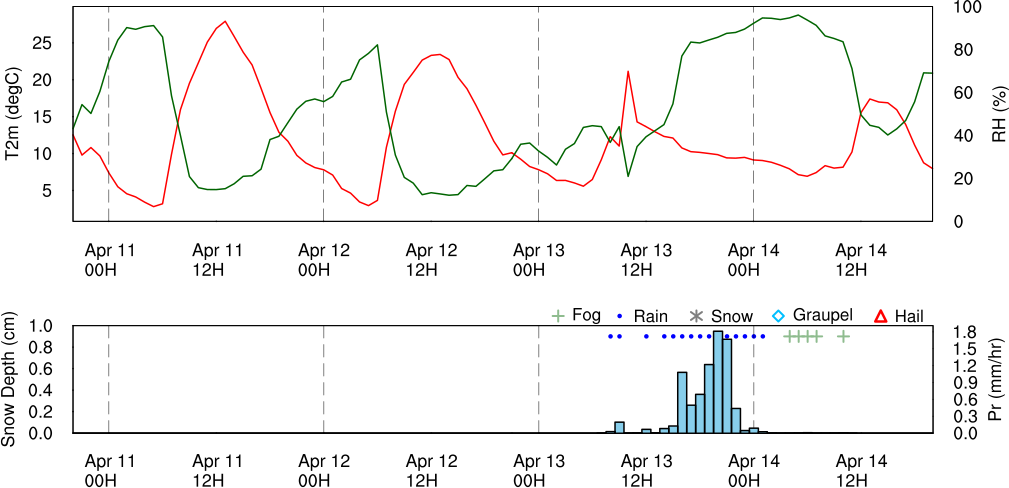 T2m (degC)
25
20
15
10
5
100
80
60
40
20
0
RH (%)
Apr 11 Apr 11 Apr 12 Apr 12 Apr 13 Apr 13 Apr 14 Apr 14
00H 12H 00H 12H 00H 12H 00H 12H
Fog Rain Snow Graupel Hail
Snow Depth (cm)
1.0
0.8
0.6
0.4
0.2
0.0
1.8
1.5
1.2
0.9
0.6
0.3
0.0
Pr (mm/hr)
Apr 11 Apr 11 Apr 12 Apr 12 Apr 13 Apr 13 Apr 14 Apr 14
00H 12H 00H 12H 00H 12H 00H 12H